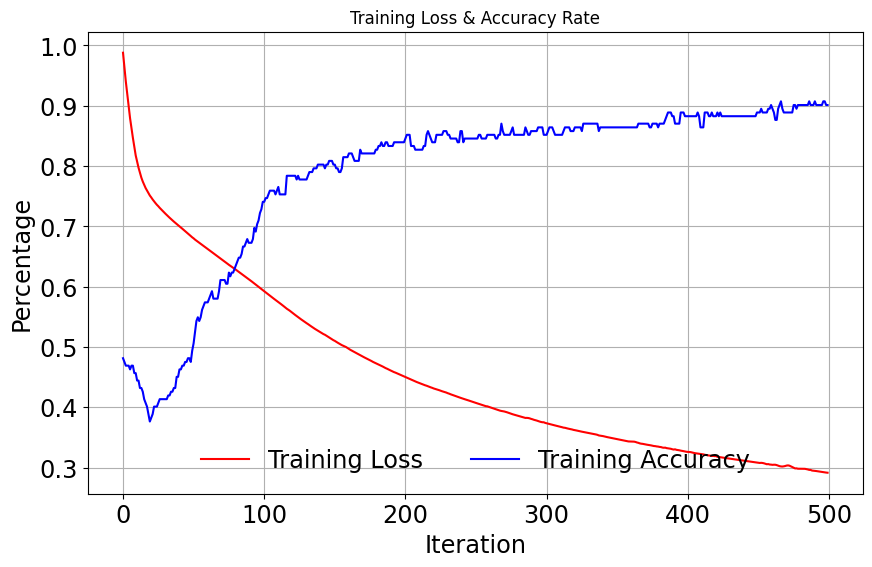 Training Loss & Accuracy Rate
1.0
0.9
0.8
0.7
0.6
0.5
0.4
0.3
Percentage
Training Loss
Training Accuracy
0 100 200 300 400 500
Iteration